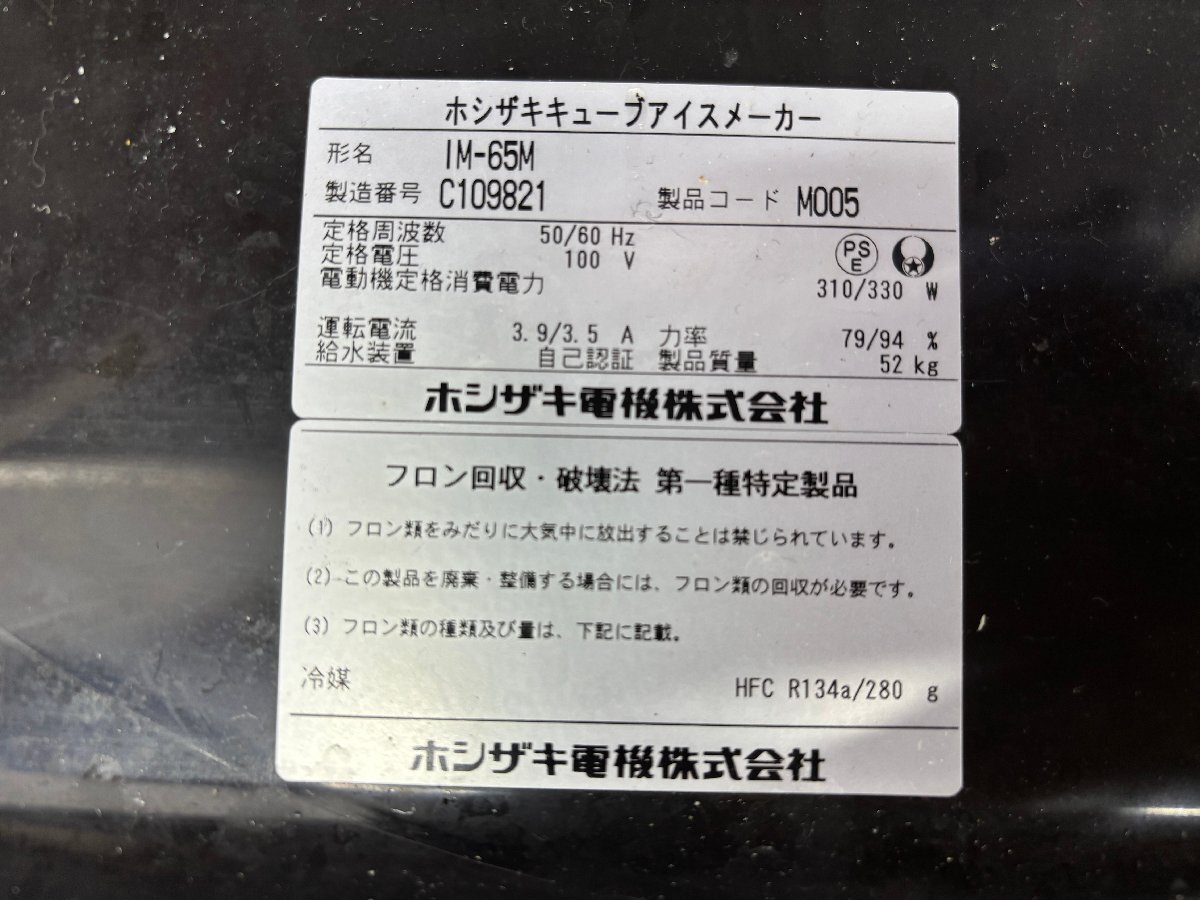 ホシザキキューブアイスメーカー
形名 IM-65M
製造番号 C109821 製品コード M005
定格周波数 50/60 Hz
定格電圧 100 V
PS E
電動機定格消費電力 310/330 W
運転電流 3.9/3.5 A 力率 79/94 %
給水装置 自己認証 製品質量 52 kg
ホシザキ電機株式会社
フロン回収・破壊法 第一種特定製品
(1) フロン類をみだりに大気中に放出することは禁じられています。
(2) この製品を廃棄・整備する場合には、フロン類の回収が必要です。
(3) フロン類の種類及び量は、下記に記載。
冷媒 HFC R134a/280 g
ホシザキ電機株式会社